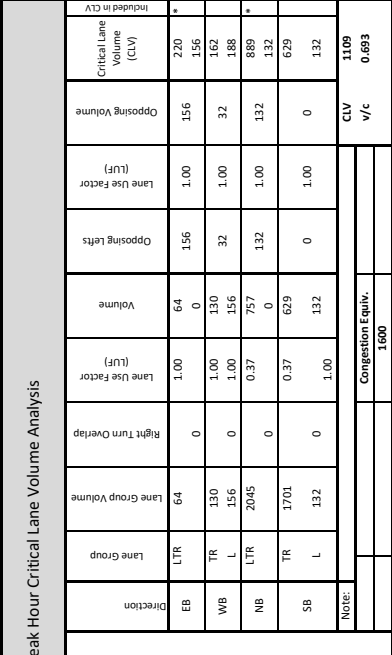 eak Hour Critical Lane Volume Analysis
Direction
Lane Group
Lane Group Volume
Right Turn Overlap
Lane Use Factor
(LUF)
Volume
Opposing Lefts
Lane Use Factor
(LUF)
Opposing Volume
Critical Lane
Volume
(CLV)
Included in CLV
EB LTR 64 0 1.00 64 156 1.00 156 220 *
0 156
WB TR 130 0 1.00 130 32 1.00 32 162
L 156 1.00 156 188
NB LTR 2045 0 0.37 757 132 1.00 132 889 *
0 132
SB TR 1701 0 0.37 629 0 1.00 0 629
L 132 1.00 132 132
Note: CLV 1109
Congestion Equiv. v/c 0.693
1600